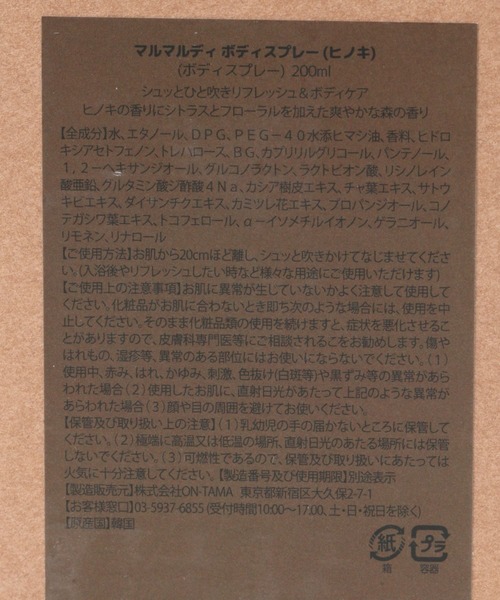 マルマルディ ボディスプレー (ヒノキ)
(ボディスプレー) 200ml
シュッとひと吹きリフレッシュ＆ボディケア
ヒノキの香りにシトラスとフローラルを加えた爽やかな森の香り
【全成分】水、エタノール、DPG、PEG－40水添ヒマシ油、香料、ヒドロ
キシアセトフェノン、トレハロース、BG、カプリリルグリコール、パンテノール、
1，2－ヘキサンジオール、グルコノラクトン、ラクトビオン酸、リシノレイン
酸亜鉛、グルタミン酸ジ酢酸4Na、カシア樹皮エキス、チャ葉エキス、サトウ
キビエキス、ダイサンチクエキス、カミツレ花エキス、プロパンジオール、コノ
テガシワ葉エキス、トコフェロール、α－イソメチルイオノン、ゲラニオール、
リモネン、リナロール
【ご使用方法】お肌から20cmほど離し、シュッと吹きかけてなじませてくださ
い。(入浴後やリフレッシュしたい時など様々な用途にご使用いただけます)
【ご使用上の注意事項】お肌に異常が生じていないかよく注意して使用して
ください。化粧品がお肌に合わないとき即ち次のような場合には、使用を中
止してください。そのまま化粧品類の使用を続けますと、症状を悪化させるこ
とがありますので、皮膚科専門医等にご相談されることをお勧めします。傷や
はれもの、湿疹等、異常のある部位にはお使いにならないでください。（1）
使用中、赤み、はれ、かゆみ、刺激、色抜け(白斑等)や黒ずみ等の異常があら
われた場合（2）使用したお肌に、直射日光があたって上記のような異常が
あらわれた場合（3）顔や目の周囲を避けてお使いください。
【保管及び取り扱い上の注意】（1）乳幼児の手の届かないところに保管して
ください。（2）極端に高温又は低温の場所、直射日光のあたる場所には保管
しないでください。（3）可燃性であるので、保管及び取り扱いにあたっては
火気に十分注意してください。【製造番号及び使用期限】別途表示
【製造販売元】株式会社ON-TAMA 東京都新宿区大久保2-7-1
【お客様窓口】03-5937-6855 (受付時間10:00～17:00、土・日・祝日を除く)
【原産国】韓国
紙 プラ
箱 容器